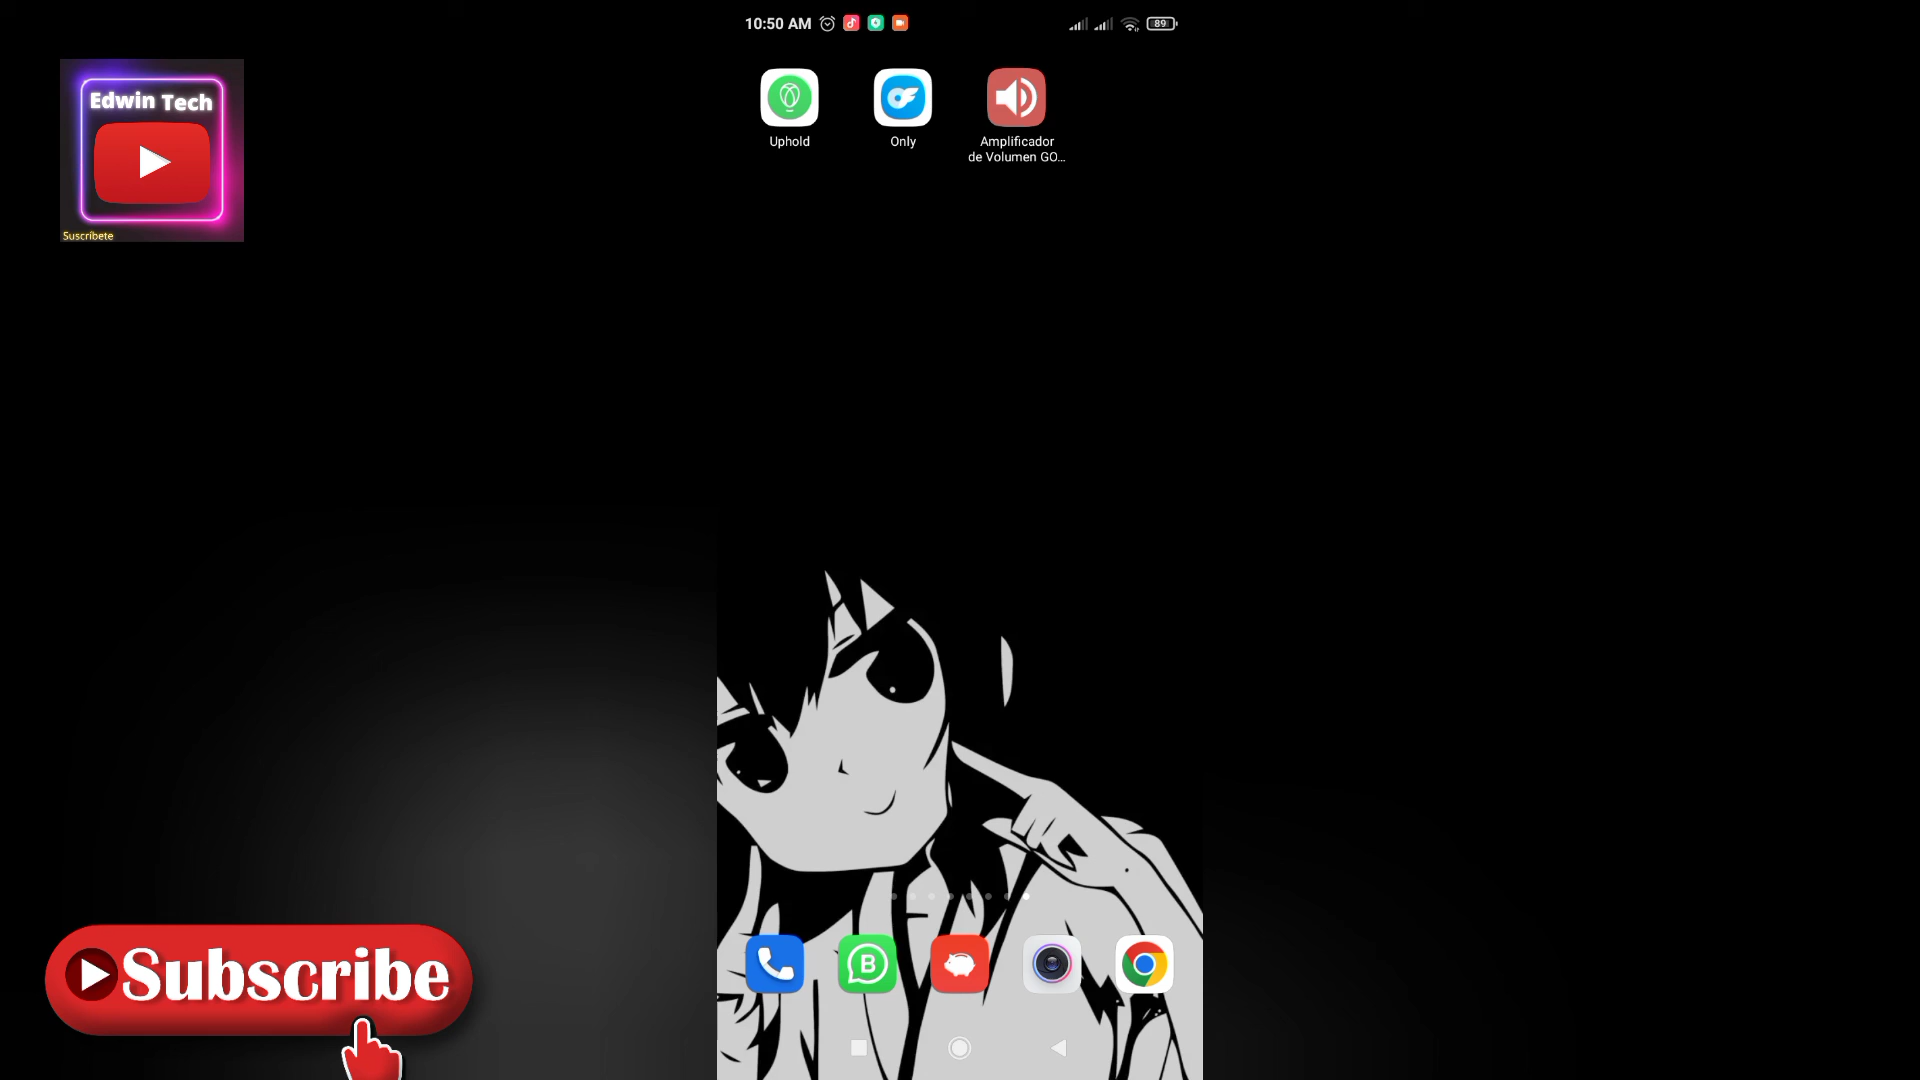 10:50 AM
89
Edwin Tech
Suscríbete
Uphold
Only
Amplificador
de Volumen GO...
B
Subscribe